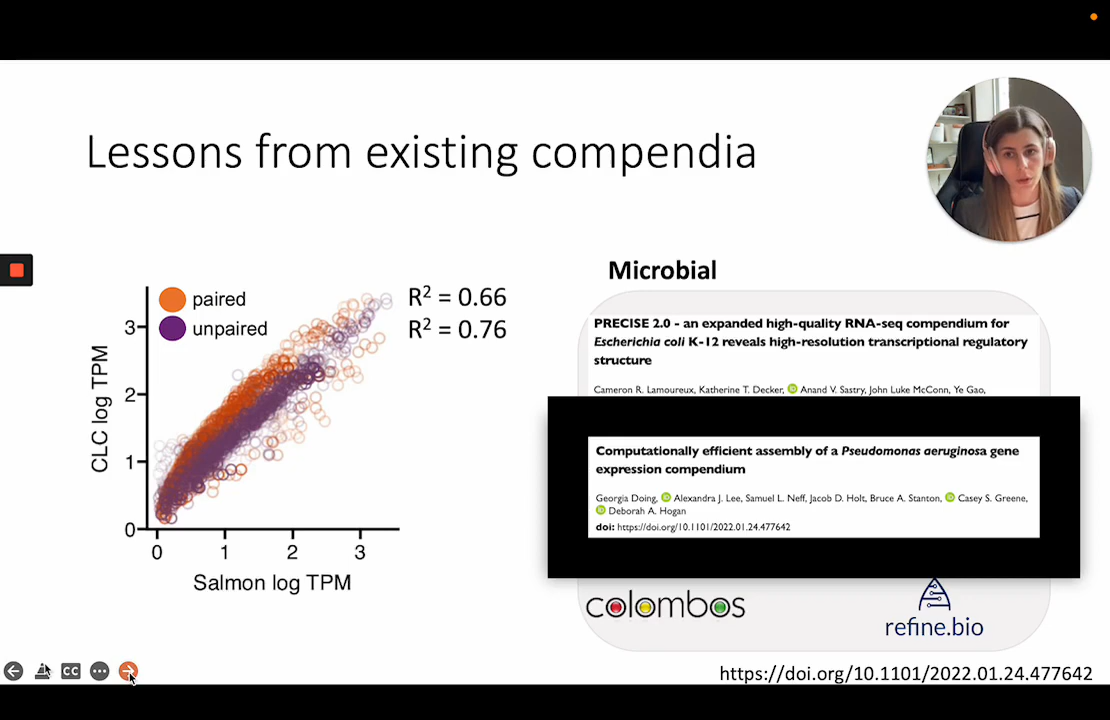 Lessons from existing compendia
paired
unpaired
R² = 0.66
R² = 0.76
3
2
1
0
CLC log TPM
0 1 2 3
Salmon log TPM
Microbial
PRECISE 2.0 - an expanded high-quality RNA-seq compendium for
Escherichia coli K-12 reveals high-resolution transcriptional regulatory
structure
Cameron R. Lamoureux, Katherine T. Decker, iD Anand V. Sastry, John Luke McConn, Ye Gao,
Computationally efficient assembly of a Pseudomonas aeruginosa gene
expression compendium
Georgia Doing, iD Alexandra J. Lee, Samuel L. Neff, Jacob D. Holt, Bruce A. Stanton, iD Casey S. Greene,
iD Deborah A. Hogan
doi: https://doi.org/10.1101/2022.01.24.477642
colombos
refine.bio
CC
https://doi.org/10.1101/2022.01.24.477642